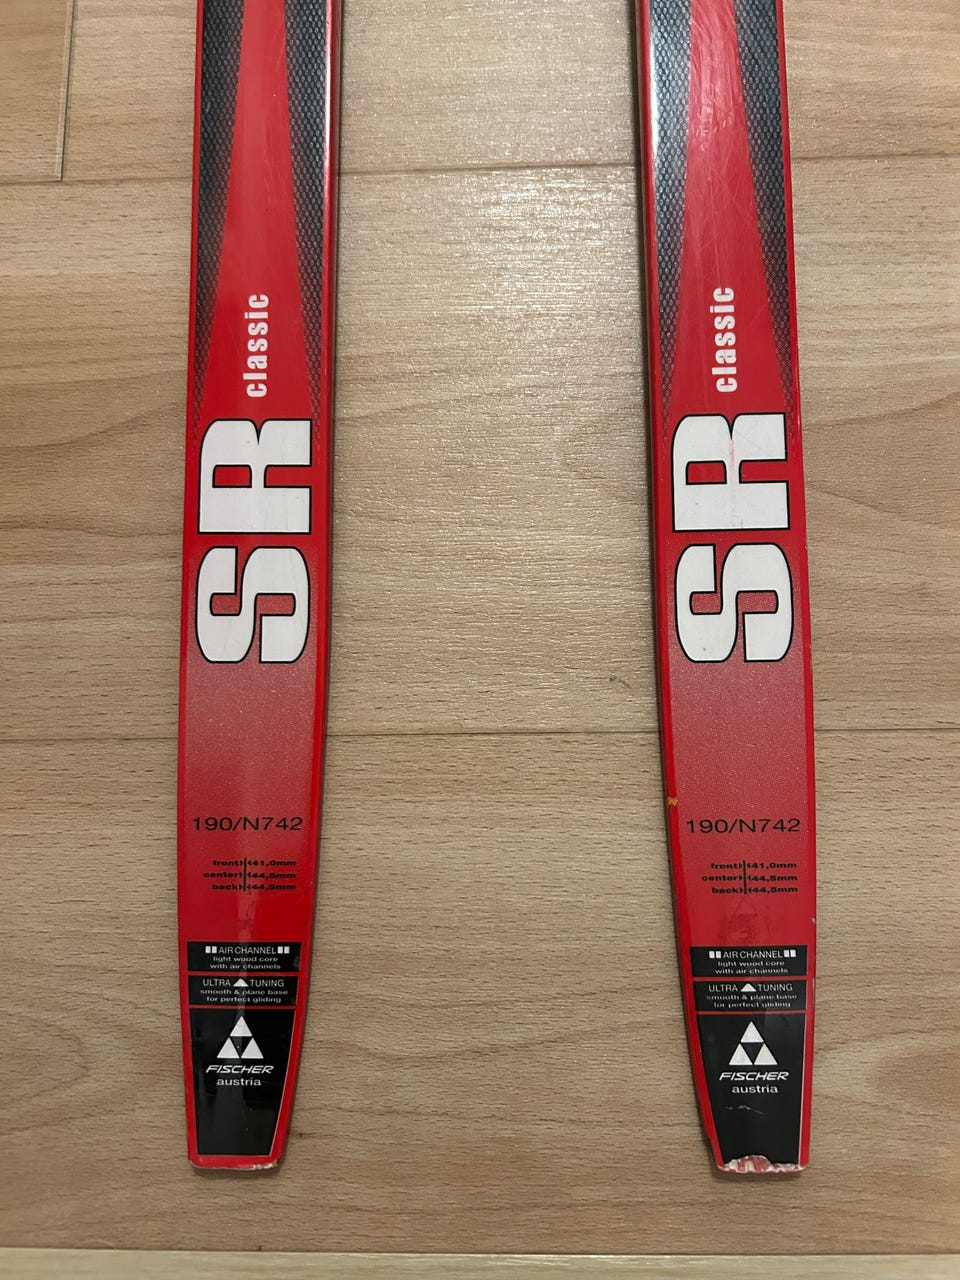 classic
SR
190/N742
front 41,0mm
center 44,5mm
back 44,5mm
AIR CHANNEL
light wood core
with air channels
ULTRA TUNING
smooth & plane base
for perfect gliding
FISCHER
austria
classic
SR
190/N742
front 41,0mm
center 44,5mm
back 44,5mm
AIR CHANNEL
light wood core
with air channels
ULTRA TUNING
smooth & plane base
for perfect gliding
FISCHER
austria